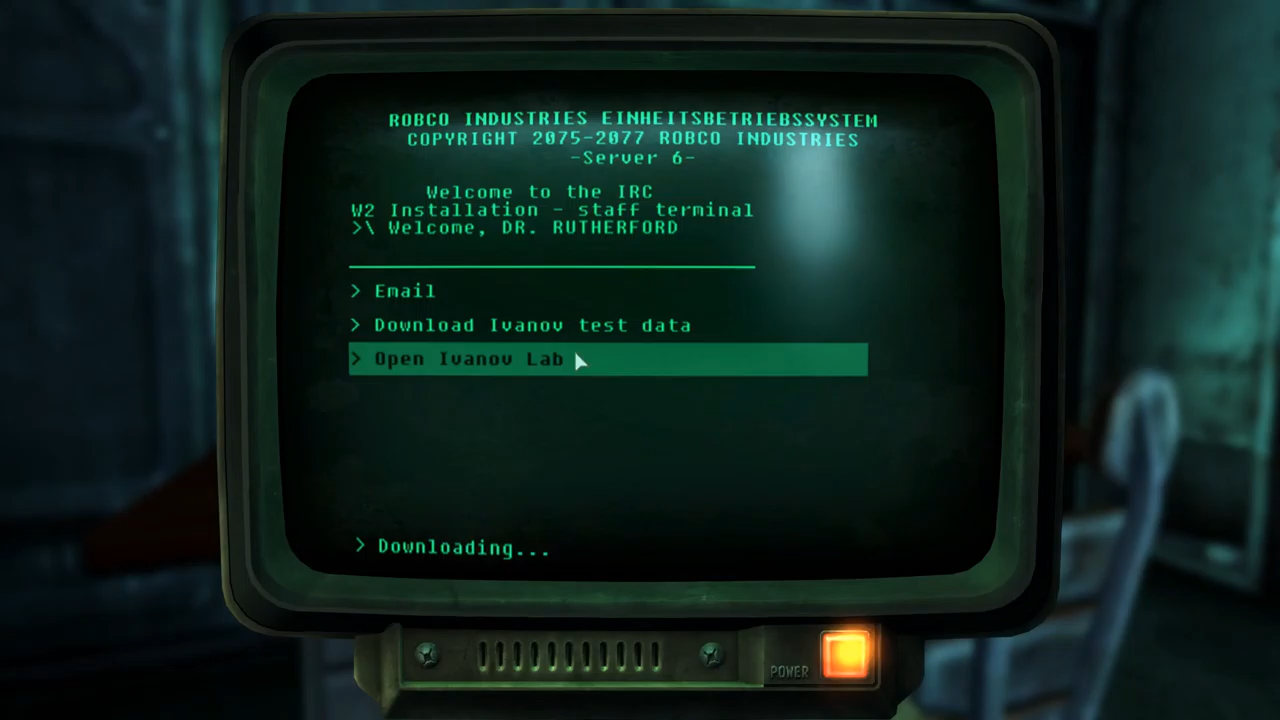 ROBCO INDUSTRIES EINHEITSBETRIEBSSYSTEM
COPYRIGHT 2075-2077 ROBCO INDUSTRIES
-Server 6-
Welcome to the IRC
W2 Installation - staff terminal
>\ Welcome, DR. RUTHERFORD
> Email
> Download Ivanov test data
> Open Ivanov Lab
> Downloading...
POWER